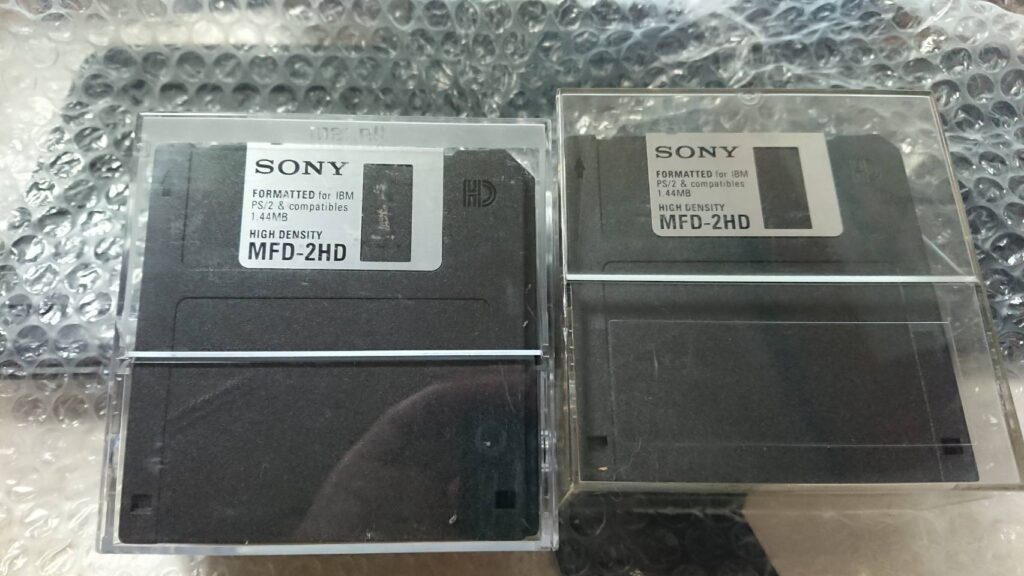 SONY
FORMATTED for IBM
PS/2 & compatibles
1.44MB
HIGH DENSITY
MFD-2HD
HD
SONY
FORMATTED for IBM
PS/2 & compatibles
1.44MB
HIGH DENSITY
MFD-2HD